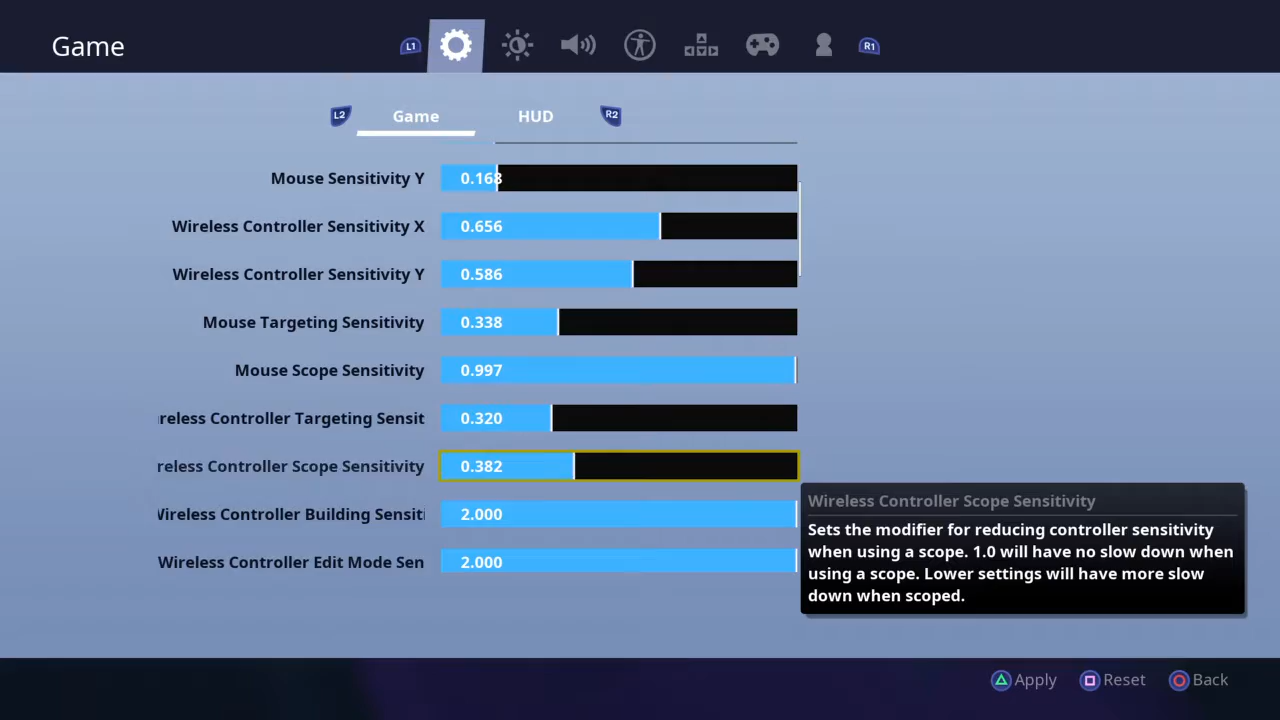 Game
L1
R1
L2
Game
HUD
R2
Mouse Sensitivity Y
0.168
Wireless Controller Sensitivity X
0.656
Wireless Controller Sensitivity Y
0.586
Mouse Targeting Sensitivity
0.338
Mouse Scope Sensitivity
0.997
ireless Controller Targeting Sensit
0.320
reless Controller Scope Sensitivity
0.382
Wireless Controller Building Sensiti
2.000
Wireless Controller Edit Mode Sen
2.000
Wireless Controller Scope Sensitivity
Sets the modifier for reducing controller sensitivity
when using a scope. 1.0 will have no slow down when
using a scope. Lower settings will have more slow
down when scoped.
Apply
Reset
Back